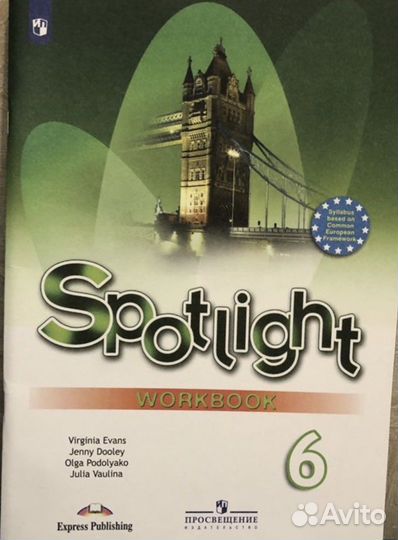 Syllabus
based on
Common
European
Framework
Spotlight
WORKBOOK
Virginia Evans
Jenny Dooley
Olga Podolyako
Julia Vaulina
6
Express Publishing
ПРОСВЕЩЕНИЕ
ИЗДАТЕЛЬСТВО
Avito